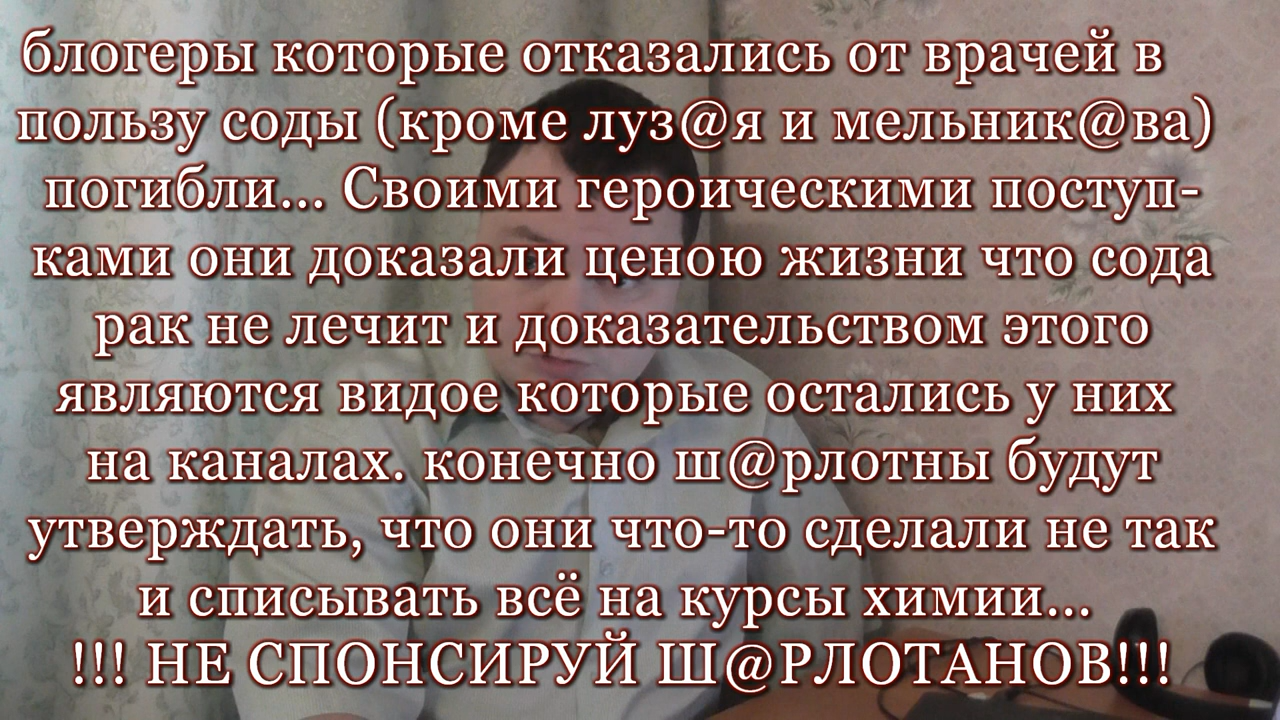 блогеры которые отказались от врачей в
пользу соды (кроме луз@я и мельник@ва)
погибли... Своими героическими поступ-
ками они доказали ценою жизни что сода
рак не лечит и доказательством этого
являются видое которые остались у них
на каналах. конечно ш@рлотны будут
утверждать, что они что-то сделали не так
и списывать всё на курсы химии...
!!! НЕ СПОНСИРУЙ Ш@РЛОТАНОВ!!!